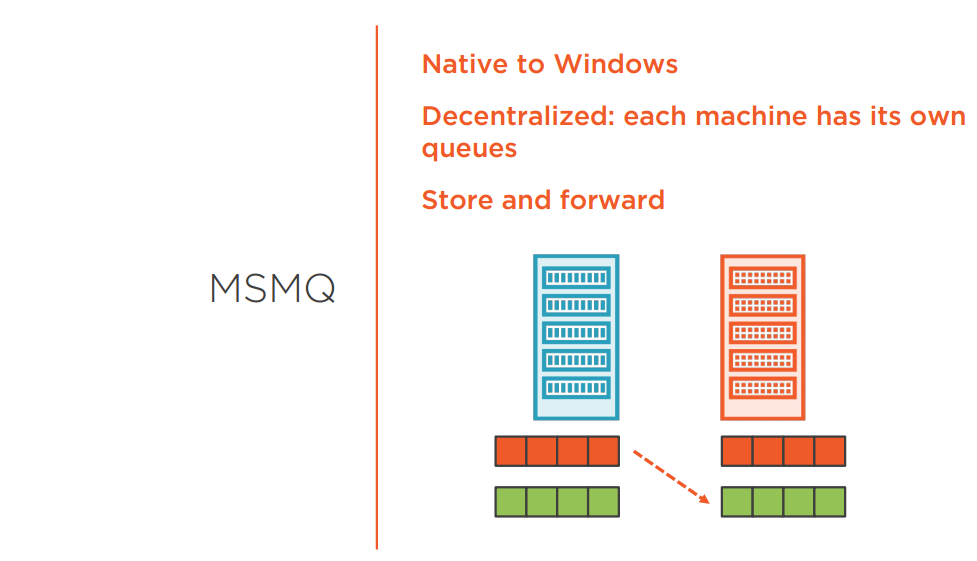 Native to Windows
Decentralized: each machine has its own
queues
Store and forward
MSMQ